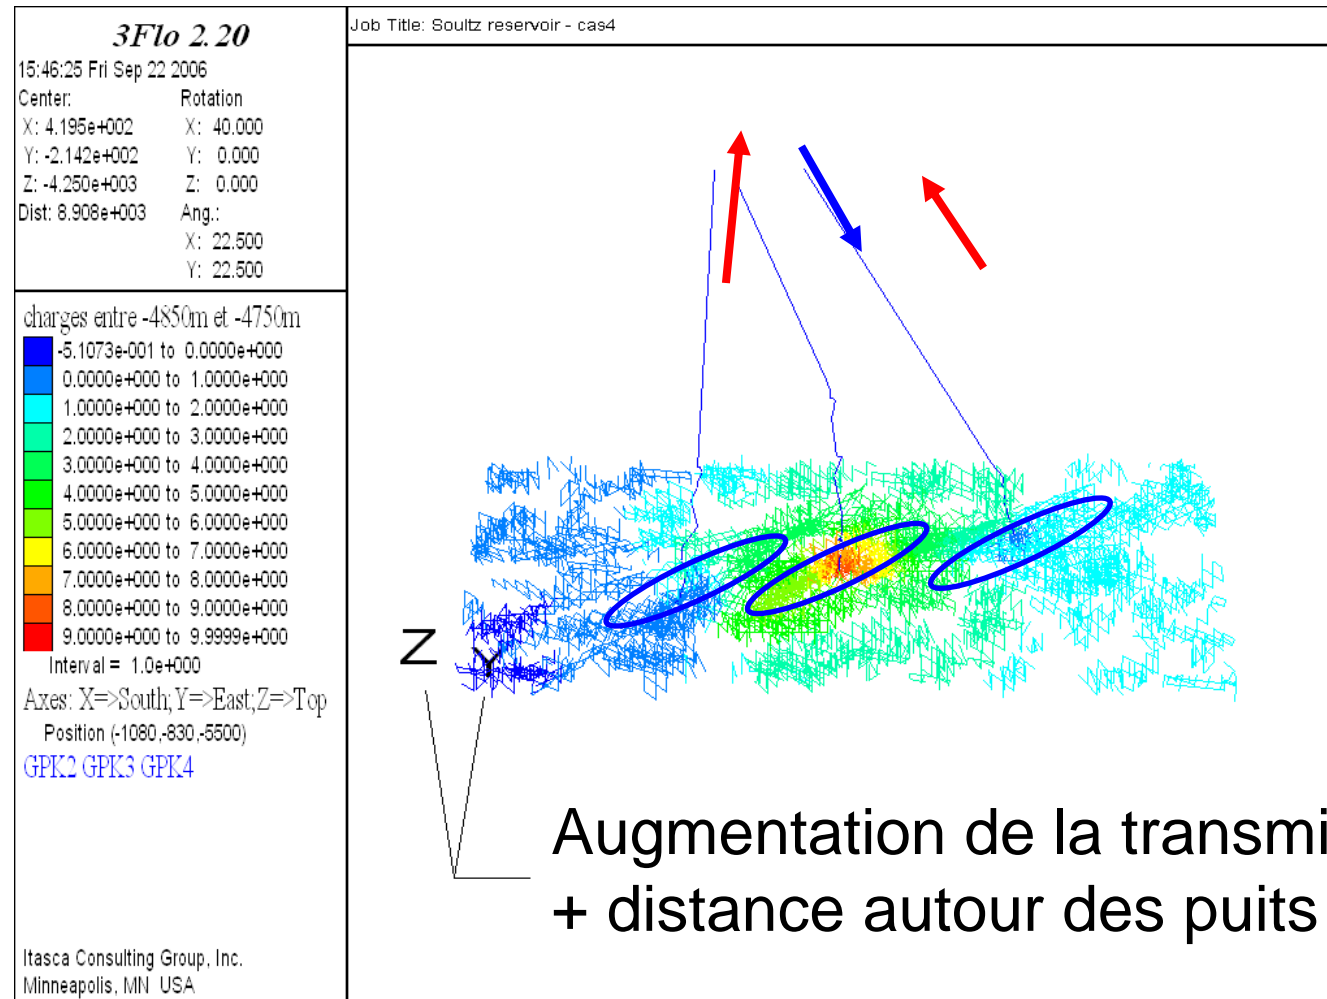 3Flo 2.20
15:46:25 Fri Sep 22 2006
Center: Rotation
X: 4.195e+002 X: 40.000
Y: -2.142e+002 Y: 0.000
Z: -4.250e+003 Z: 0.000
Dist: 8.908e+003 Ang.:
X: 22.500
Y: 22.500
charges entre -4850m et -4750m
-5.1073e-001 to 0.0000e+000
0.0000e+000 to 1.0000e+000
1.0000e+000 to 2.0000e+000
2.0000e+000 to 3.0000e+000
3.0000e+000 to 4.0000e+000
4.0000e+000 to 5.0000e+000
5.0000e+000 to 6.0000e+000
6.0000e+000 to 7.0000e+000
7.0000e+000 to 8.0000e+000
8.0000e+000 to 9.0000e+000
9.0000e+000 to 9.9999e+000
Interval = 1.0e+000
Axes: X=>South;Y=>East;Z=>Top
Position (-1080,-830,-5500)
GPK2 GPK3 GPK4
Itasca Consulting Group, Inc.
Minneapolis, MN USA
Job Title: Soultz reservoir - cas4
Z Y
Augmentation de la transmi
+ distance autour des puits